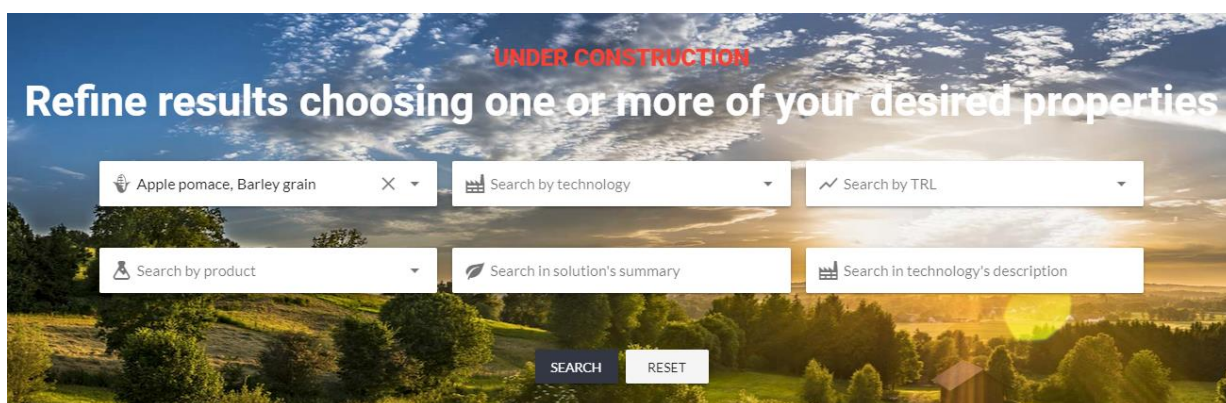 UNDER CONSTRUCTION
Refine results choosing one or more of your desired properties
Apple pomace, Barley grain
Search by technology
Search by TRL
Search by product
Search in solution's summary
Search in technology's description
SEARCH
RESET